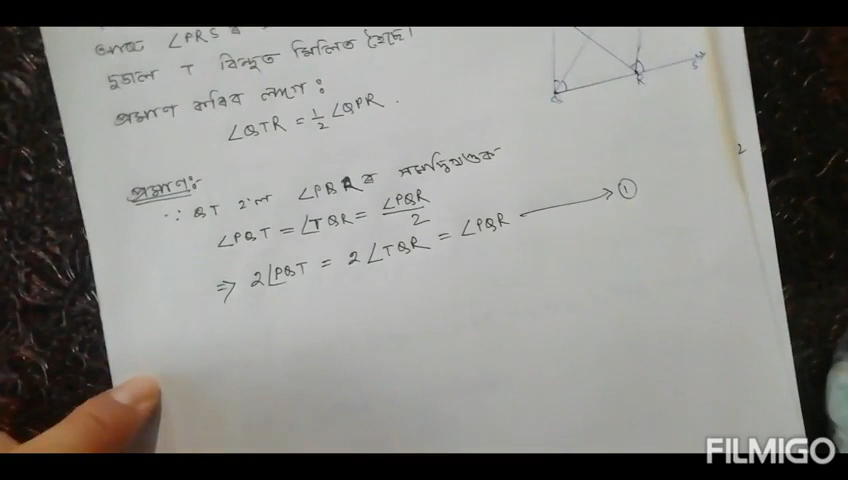 ∠PRS ৰ
দুডাল T বিন্দুত মিলিত হৈছে।
প্ৰমাণ কৰিব লাগে :
∠QTR = 1/2 ∠QPR.
প্ৰমাণ:
∵ QT হ'ল ∠PQR ৰ সমদ্বিখণ্ডক
∠PQT = ∠TQR = ∠PQR/2
⇒ 2∠PQT = 2∠TQR = ∠PQR ⟶ ①
Q R S
2
FILMIGO